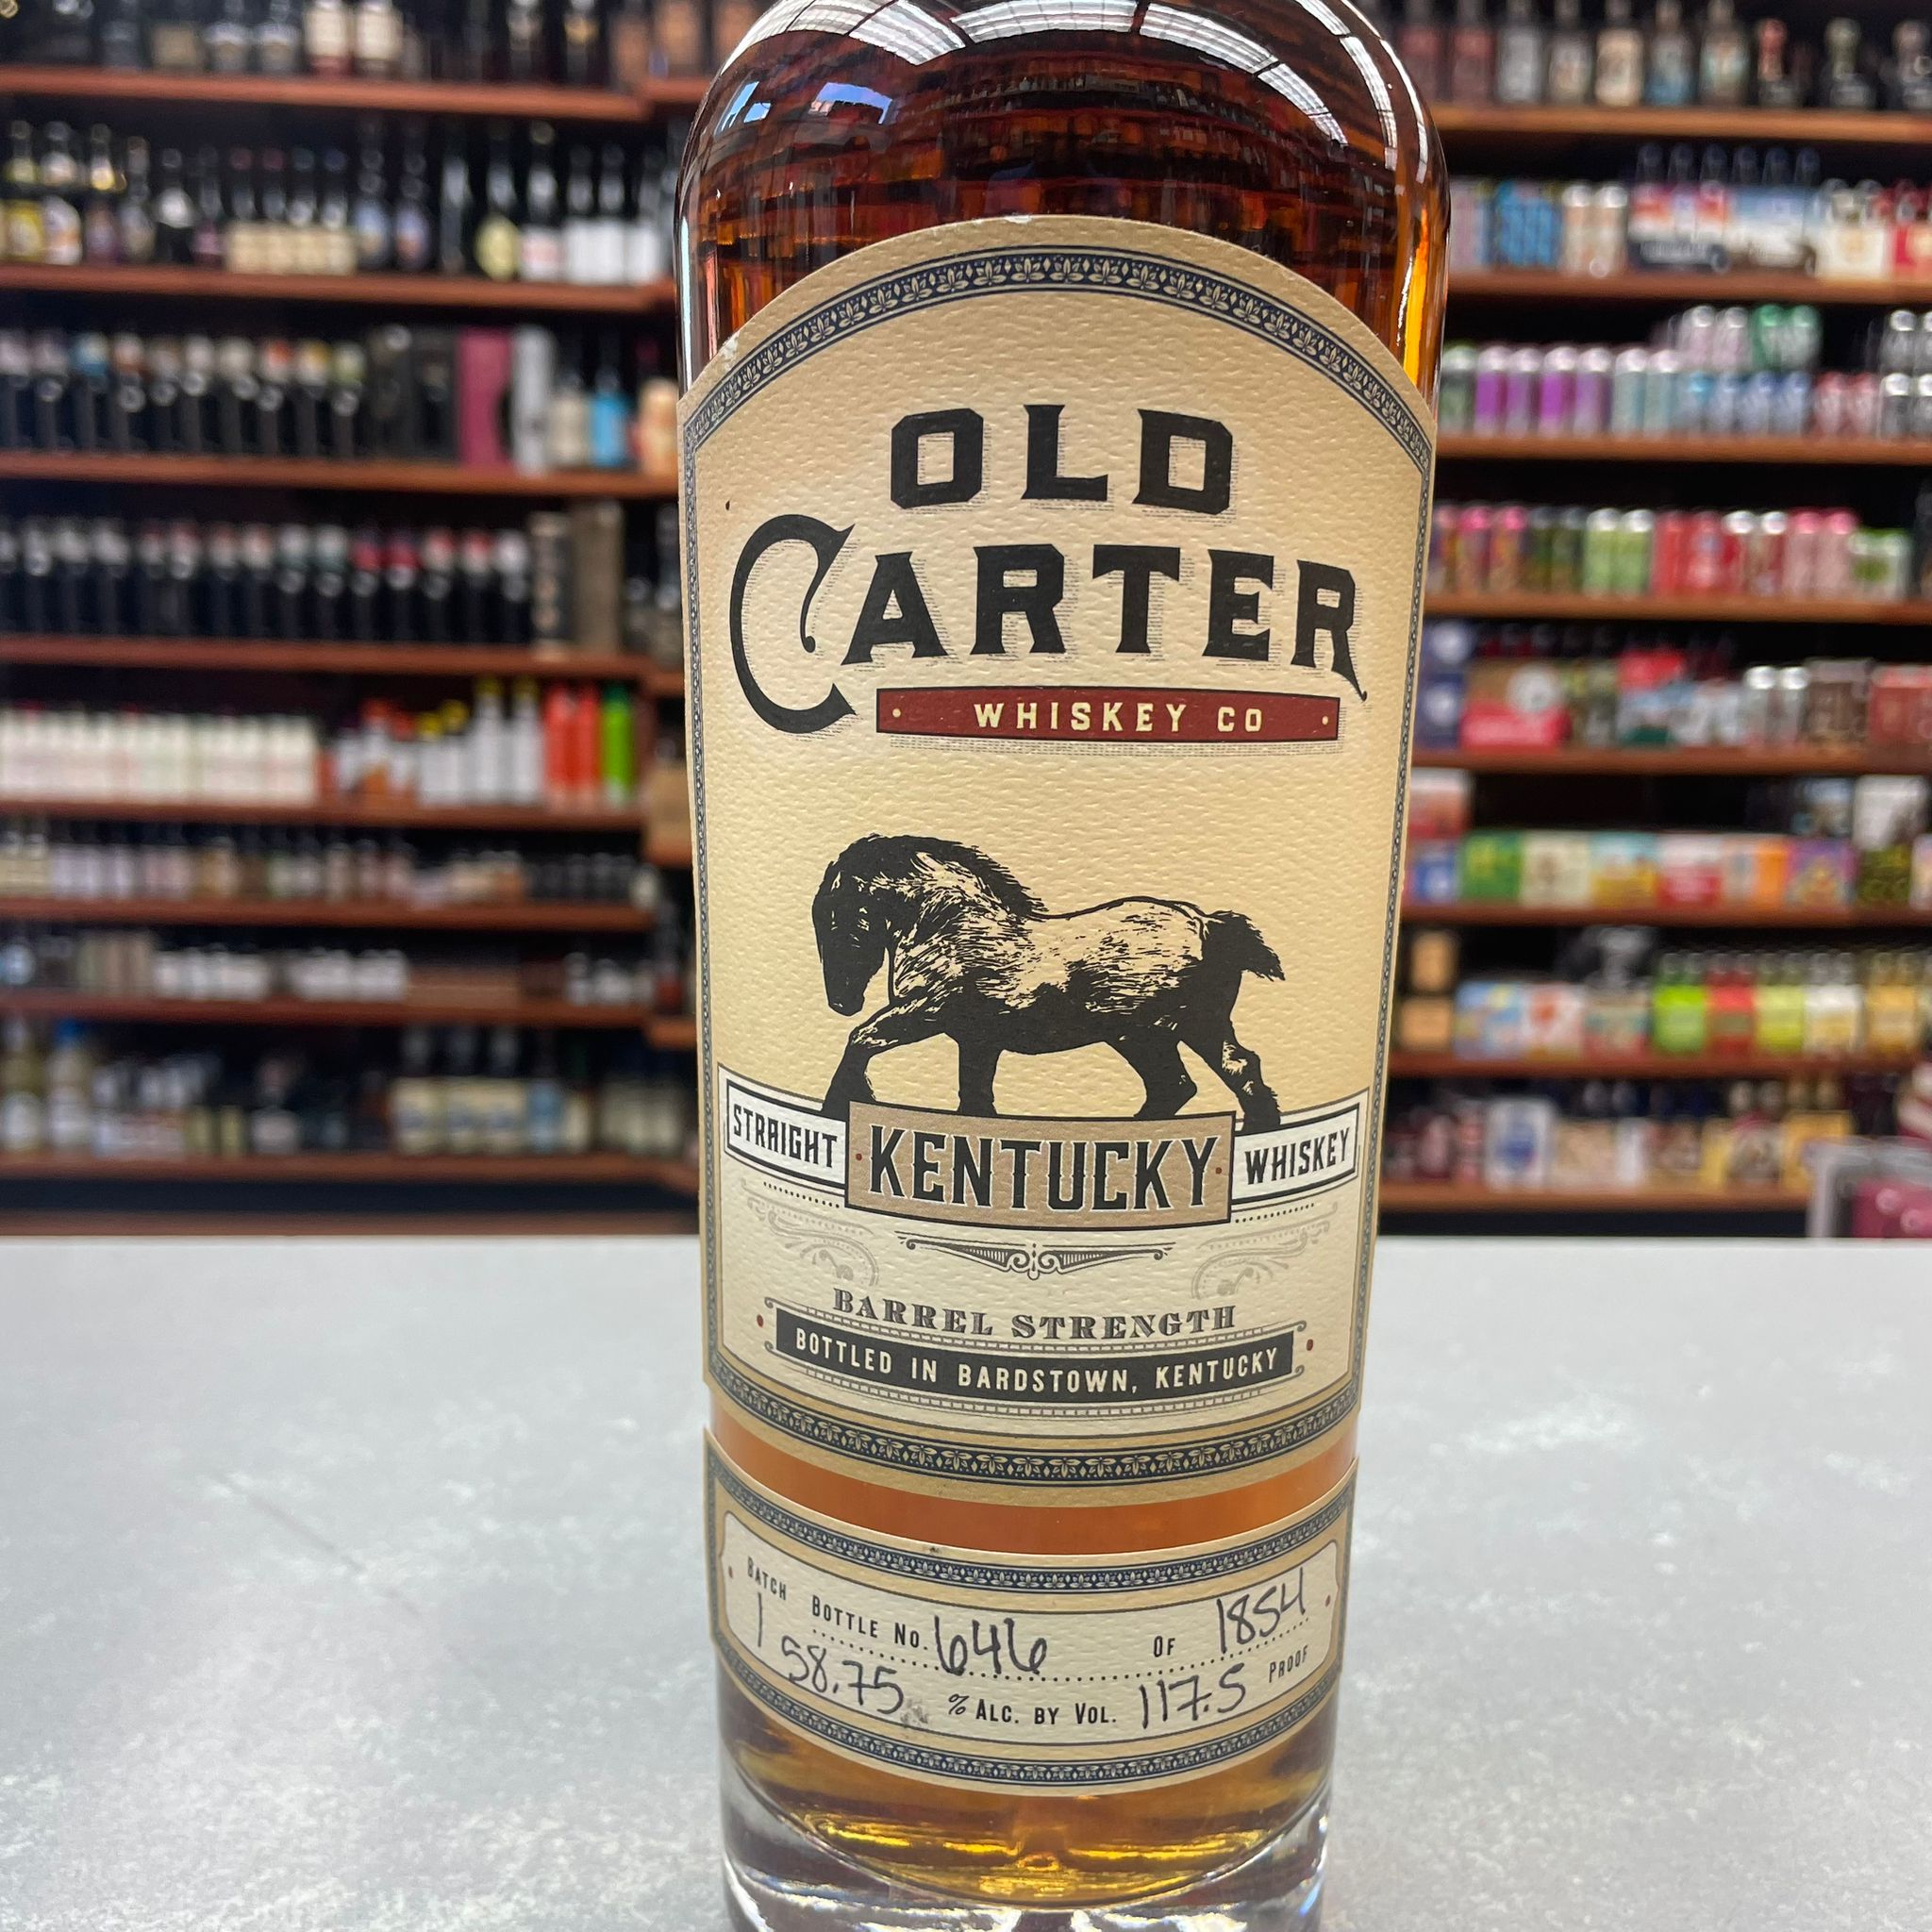 OLD
CARTER
WHISKEY CO
STRAIGHT KENTUCKY WHISKEY
BARREL STRENGTH
BOTTLED IN BARDSTOWN, KENTUCKY
BATCH 1 BOTTLE NO. 646 OF 1854
58.75 % ALC. BY VOL. 117.5 PROOF